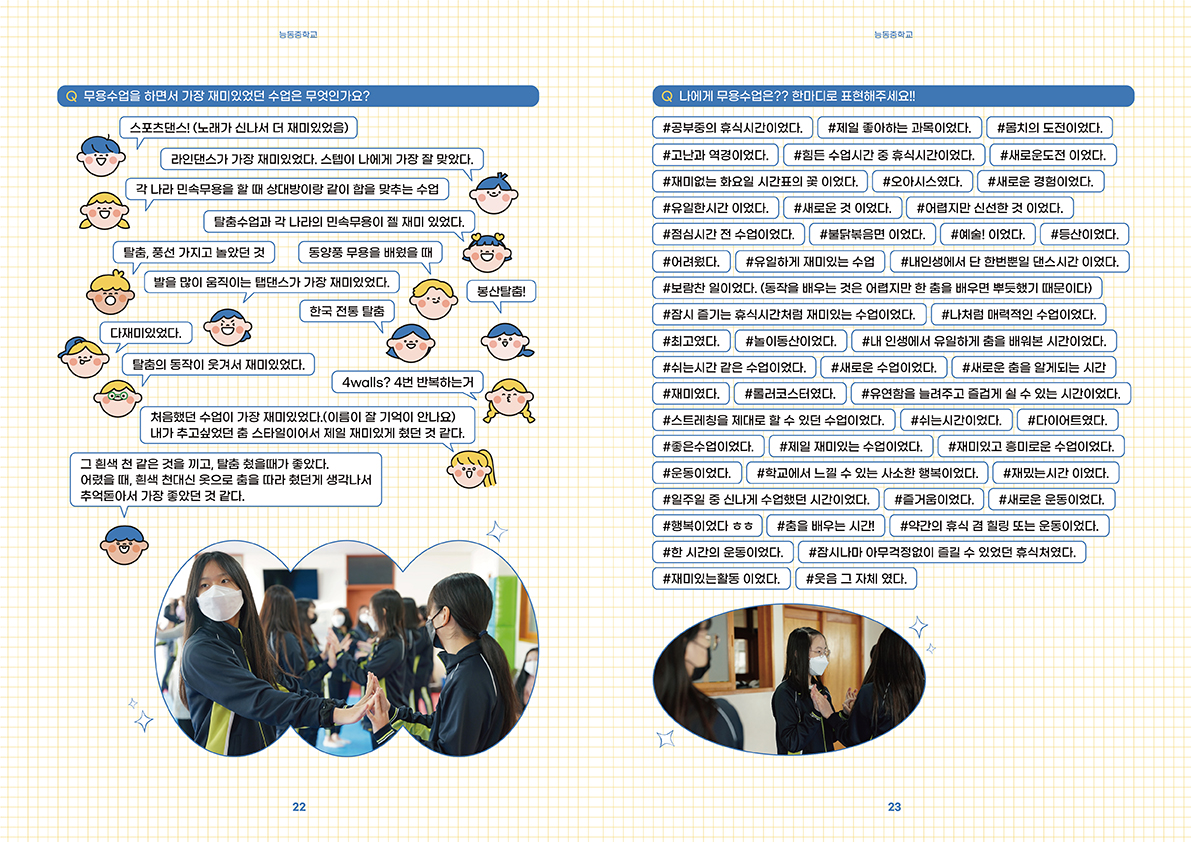 능동중학교
Q 무용수업을 하면서 가장 재미있었던 수업은 무엇인가요?
스포츠댄스! (노래가 신나서 더 재미있었음)
라인댄스가 가장 재미있었다. 스텝이 나에게 가장 잘 맞았다.
각 나라 민속무용을 할 때 상대방이랑 같이 합을 맞추는 수업
탈춤수업과 각 나라의 민속무용이 젤 재미 있었다.
탈춤, 풍선 가지고 놀았던 것
동양풍 무용을 배웠을 때
발을 많이 움직이는 탭댄스가 가장 재미있었다.
봉산탈춤!
한국 전통 탈춤
다재미있었다.
탈춤의 동작이 웃겨서 재미있었다.
4walls? 4번 반복하는거
처음했던 수업이 가장 재미있었다.(이름이 잘 기억이 안나요)
내가 추고싶었던 춤 스타일이어서 제일 재미있게 췄던 것 같다.
그 흰색 천 같은 것을 끼고, 탈춤 췄을때가 좋았다.
어렸을 때, 흰색 천대신 옷으로 춤을 따라 췄던게 생각나서
추억돋아서 가장 좋았던 것 같다.
22
능동중학교
Q 나에게 무용수업은?? 한마디로 표현해주세요!!
#공부중의 휴식시간이었다. #제일 좋아하는 과목이었다. #몸치의 도전이었다.
#고난과 역경이었다. #힘든 수업시간 중 휴식시간이었다. #새로운도전 이었다.
#재미없는 화요일 시간표의 꽃 이었다. #오아시스였다. #새로운 경험이었다.
#유일한시간 이었다. #새로운 것 이었다. #어렵지만 신선한 것 이었다.
#점심시간 전 수업이었다. #불닭볶음면 이었다. #예술! 이었다. #등산이었다.
#어려웠다. #유일하게 재미있는 수업 #내인생에서 단 한번뿐일 댄스시간 이었다.
#보람찬 일이었다. (동작을 배우는 것은 어렵지만 한 춤을 배우면 뿌듯했기 때문이다)
#잠시 즐기는 휴식시간처럼 재미있는 수업이었다. #나처럼 매력적인 수업이었다.
#최고였다. #놀이동산이었다. #내 인생에서 유일하게 춤을 배워본 시간이었다.
#쉬는시간 같은 수업이었다. #새로운 수업이었다. #새로운 춤을 알게되는 시간
#재미였다. #롤러코스터였다. #유연함을 늘려주고 즐겁게 쉴 수 있는 시간이었다.
#스트레칭을 제대로 할 수 있던 수업이었다. #쉬는시간이었다. #다이어트였다.
#좋은수업이었다. #제일 재미있는 수업이었다. #재미있고 흥미로운 수업이었다.
#운동이었다. #학교에서 느낄 수 있는 사소한 행복이었다. #재밌는시간 이었다.
#일주일 중 신나게 수업했던 시간이었다. #즐거움이었다. #새로운 운동이었다.
#행복이었다 ㅎㅎ #춤을 배우는 시간! #약간의 휴식 겸 힐링 또는 운동이었다.
#한 시간의 운동이었다. #잠시나마 아무걱정없이 즐길 수 있었던 휴식처였다.
#재미있는활동 이었다. #웃음 그 자체 였다.
23